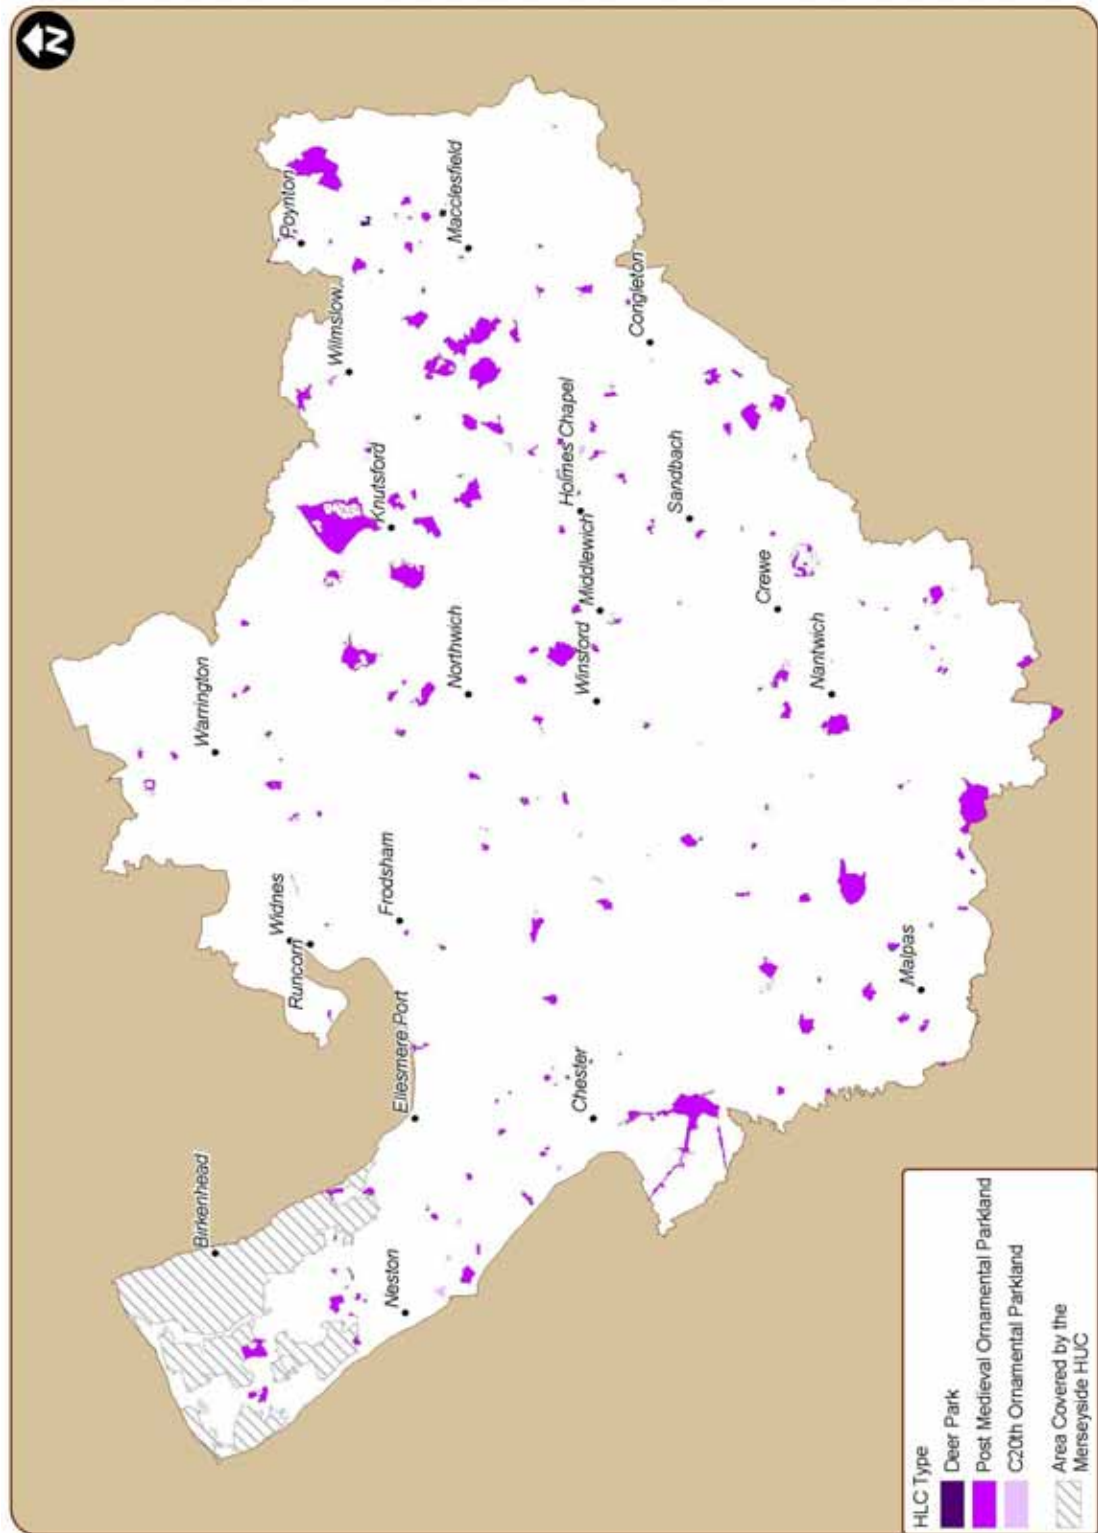 N
Poynton
Macclesfield
Wilmslow
Congleton
Knutsford
Holmes Chapel
Sandbach
Middlewich
Crewe
Northwich
Winsford
Nantwich
Warrington
Widnes
Runcorn
Frodsham
Malpas
Ellesmere Port
Chester
Birkenhead
Neston
HLC Type
Deer Park
Post Medieval Ornamental Parkland
C20th Ornamental Parkland
Area Covered by the
Merseyside HUC